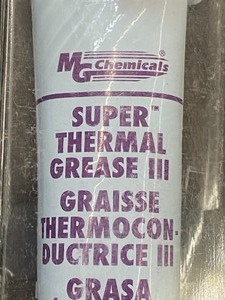 MG Chemicals®
SUPER™
THERMAL
GREASE III
GRAISSE
THERMOCON-
DUCTRICE III
GRASA